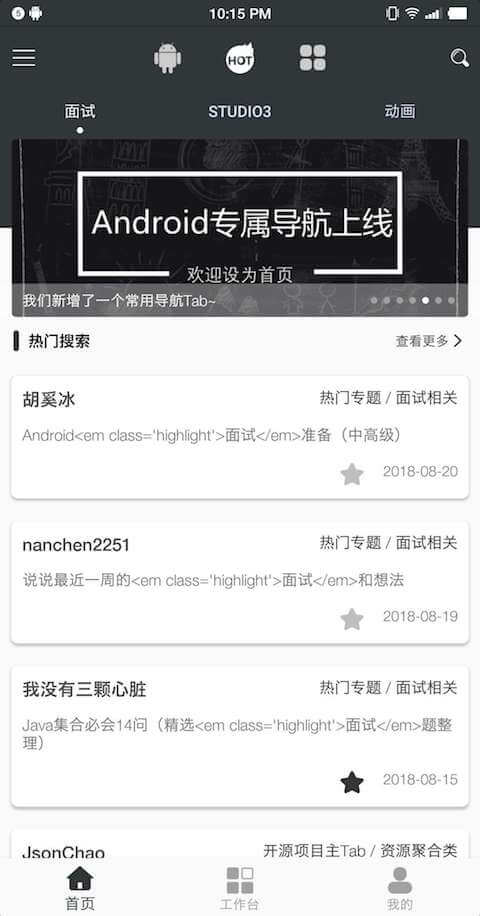 10:15 PM
HOT
面试
STUDIO3
动画
Android专属导航上线
欢迎设为首页
我们新增了一个常用导航Tab~
热门搜索
查看更多
胡奚冰
热门专题 / 面试相关
Android<em class='highlight'>面试</em>准备（中高级）
2018-08-20
nanchen2251
热门专题 / 面试相关
说说最近一周的<em class='highlight'>面试</em>和想法
2018-08-19
我没有三颗心脏
热门专题 / 面试相关
Java集合必会14问（精选<em class='highlight'>面试</em>题整
理）
2018-08-15
JsonChao
开源项目主Tab / 资源聚合类
首页
工作台
我的